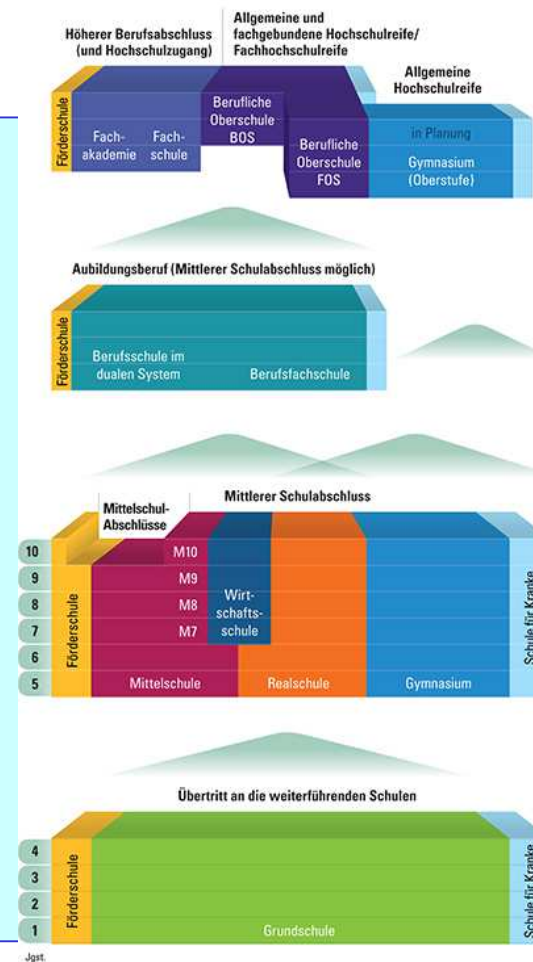 Höherer Berufsabschluss
(und Hochschulzugang)
Allgemeine und
fachgebundene Hochschulreife/
Fachhochschulreife
Allgemeine
Hochschulreife
Förderschule
Fach-
akademie
Fach-
schule
Berufliche
Oberschule
BOS
Berufliche
Oberschule
FOS
in Planung
Gymnasium
(Oberstufe)
Aubildungsberuf (Mittlerer Schulabschluss möglich)
Förderschule
Berufsschule im
dualen System
Berufsfachschule
Mittelschul-
Abschlüsse
Mittlerer Schulabschluss
10
9
8
7
6
5
Förderschule
M10
M9
M8
M7
Mittelschule
Wirt-
schafts-
schule
Realschule
Gymnasium
Schule für Kranke
Übertritt an die weiterführenden Schulen
4
3
2
1
Förderschule
Grundschule
Schule für Kranke
Jgst.